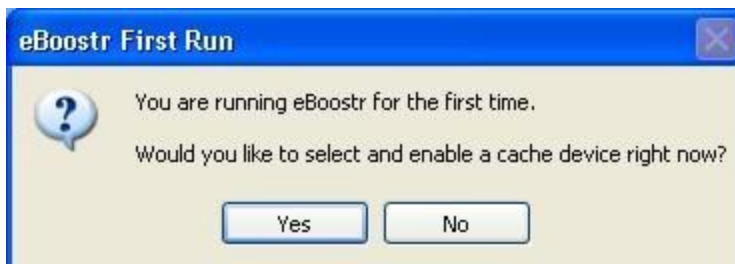 eBoostr First Run
You are running eBoostr for the first time.
Would you like to select and enable a cache device right now?
Yes No